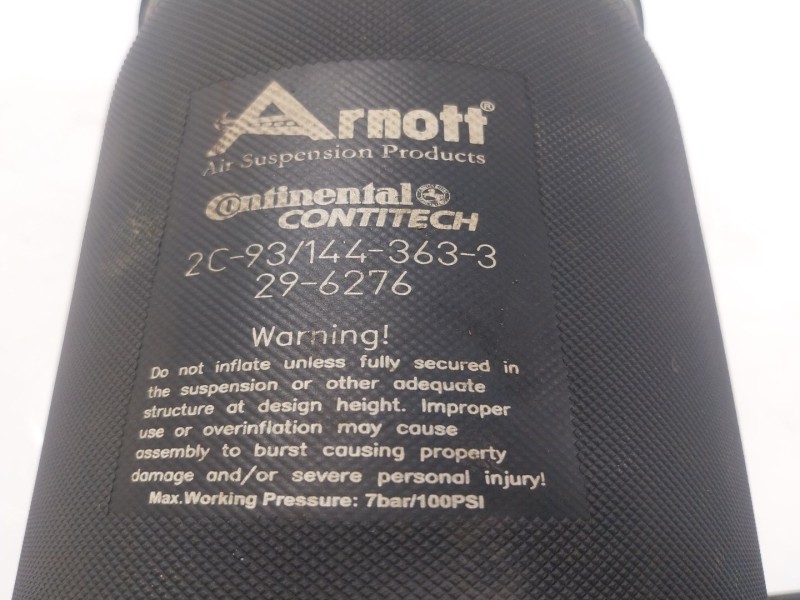 Arnott®
Air Suspension Products
Continental
CONTITECH
2C-93/144-363-3
29-6276
Warning!
Do not inflate unless fully secured in
the suspension or other adequate
structure at design height. Improper
use or overinflation may cause
assembly to burst causing property
damage and/or severe personal injury!
Max.Working Pressure: 7bar/100PSI